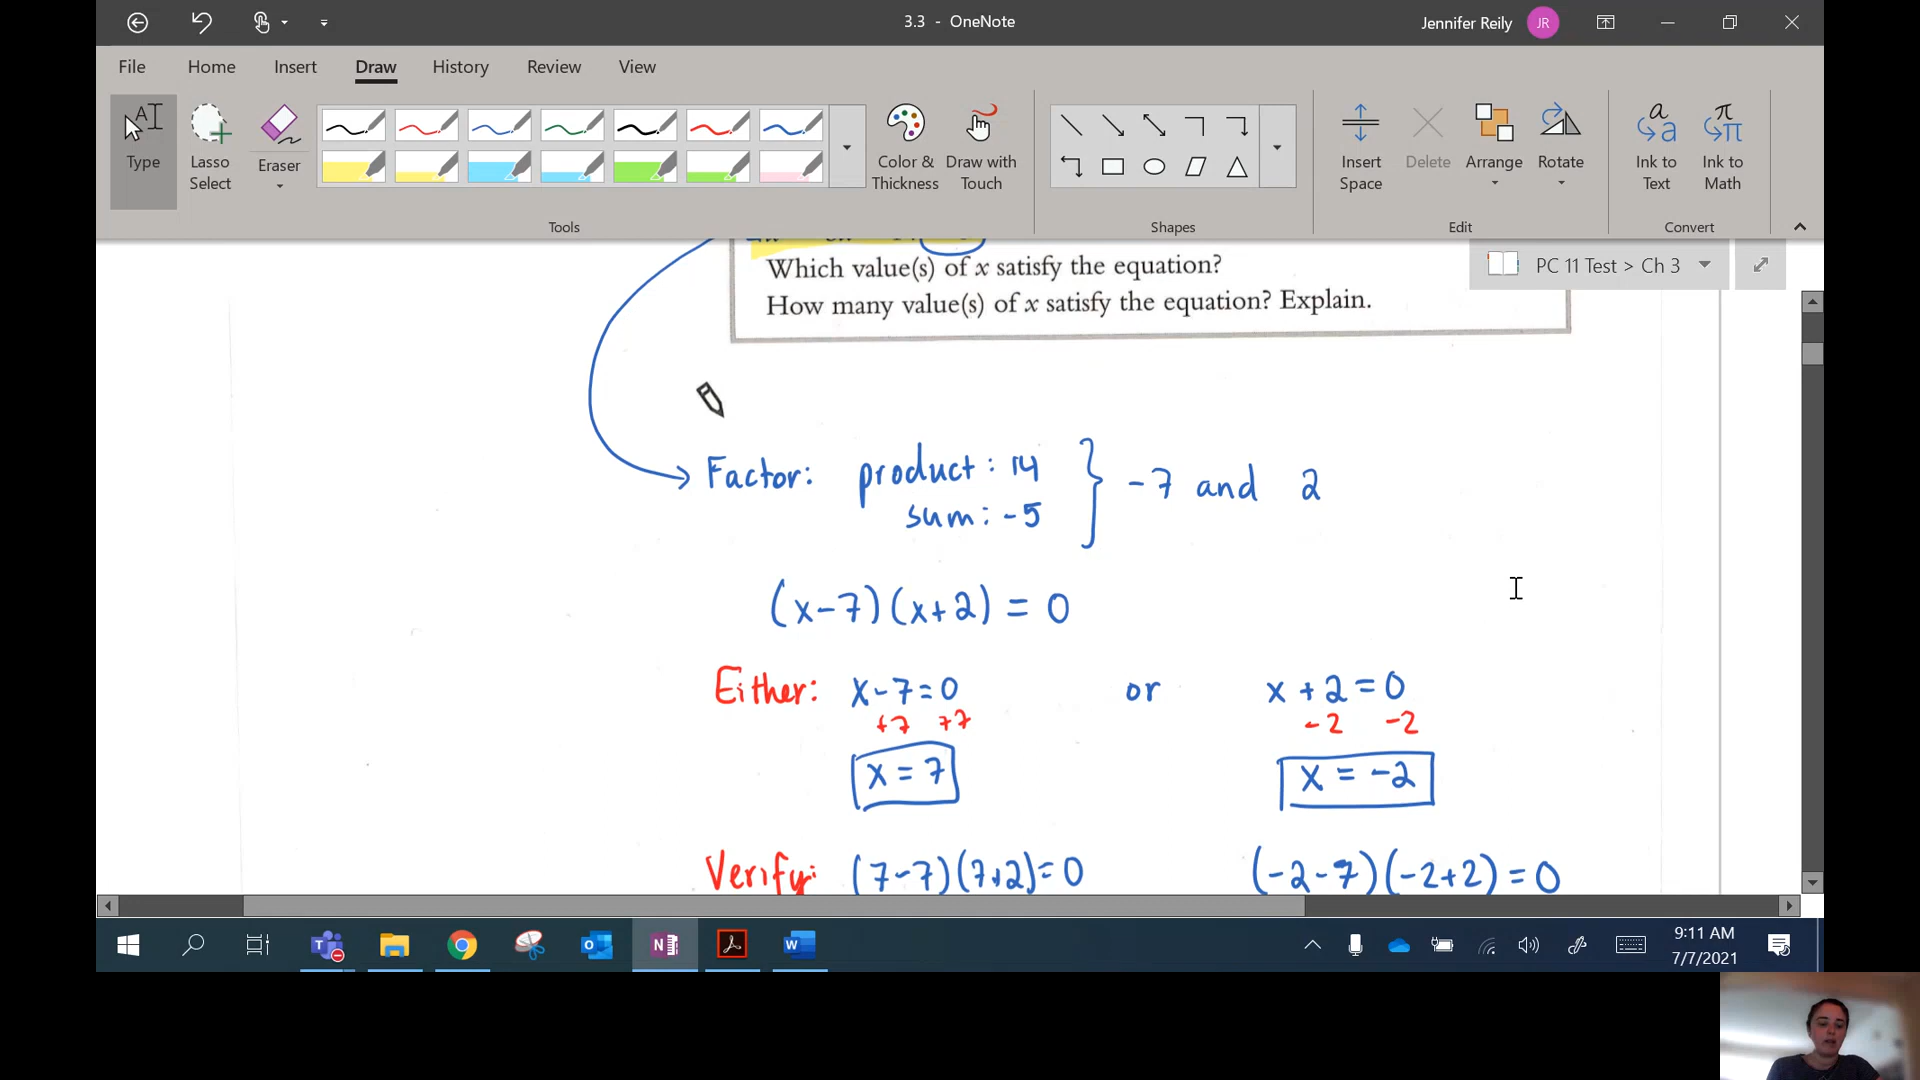 3.3 - OneNote
Jennifer Reily JR
File Home Insert Draw History Review View
Type
Lasso Select
Eraser
Color & Thickness
Draw with Touch
Insert Space
Delete
Arrange
Rotate
Ink to Text
Ink to Math
Tools Shapes Edit Convert
PC 11 Test > Ch 3
Which value(s) of x satisfy the equation?
How many value(s) of x satisfy the equation? Explain.
Factor: product: 14 } -7 and 2
sum: -5
(x-7)(x+2) = 0
Either: x-7=0 or x+2=0
+7 +7 -2 -2
x = 7 x = -2
Verify: (7-7)(7+2)=0 (-2-7)(-2+2)=0
9:11 AM
7/7/2021